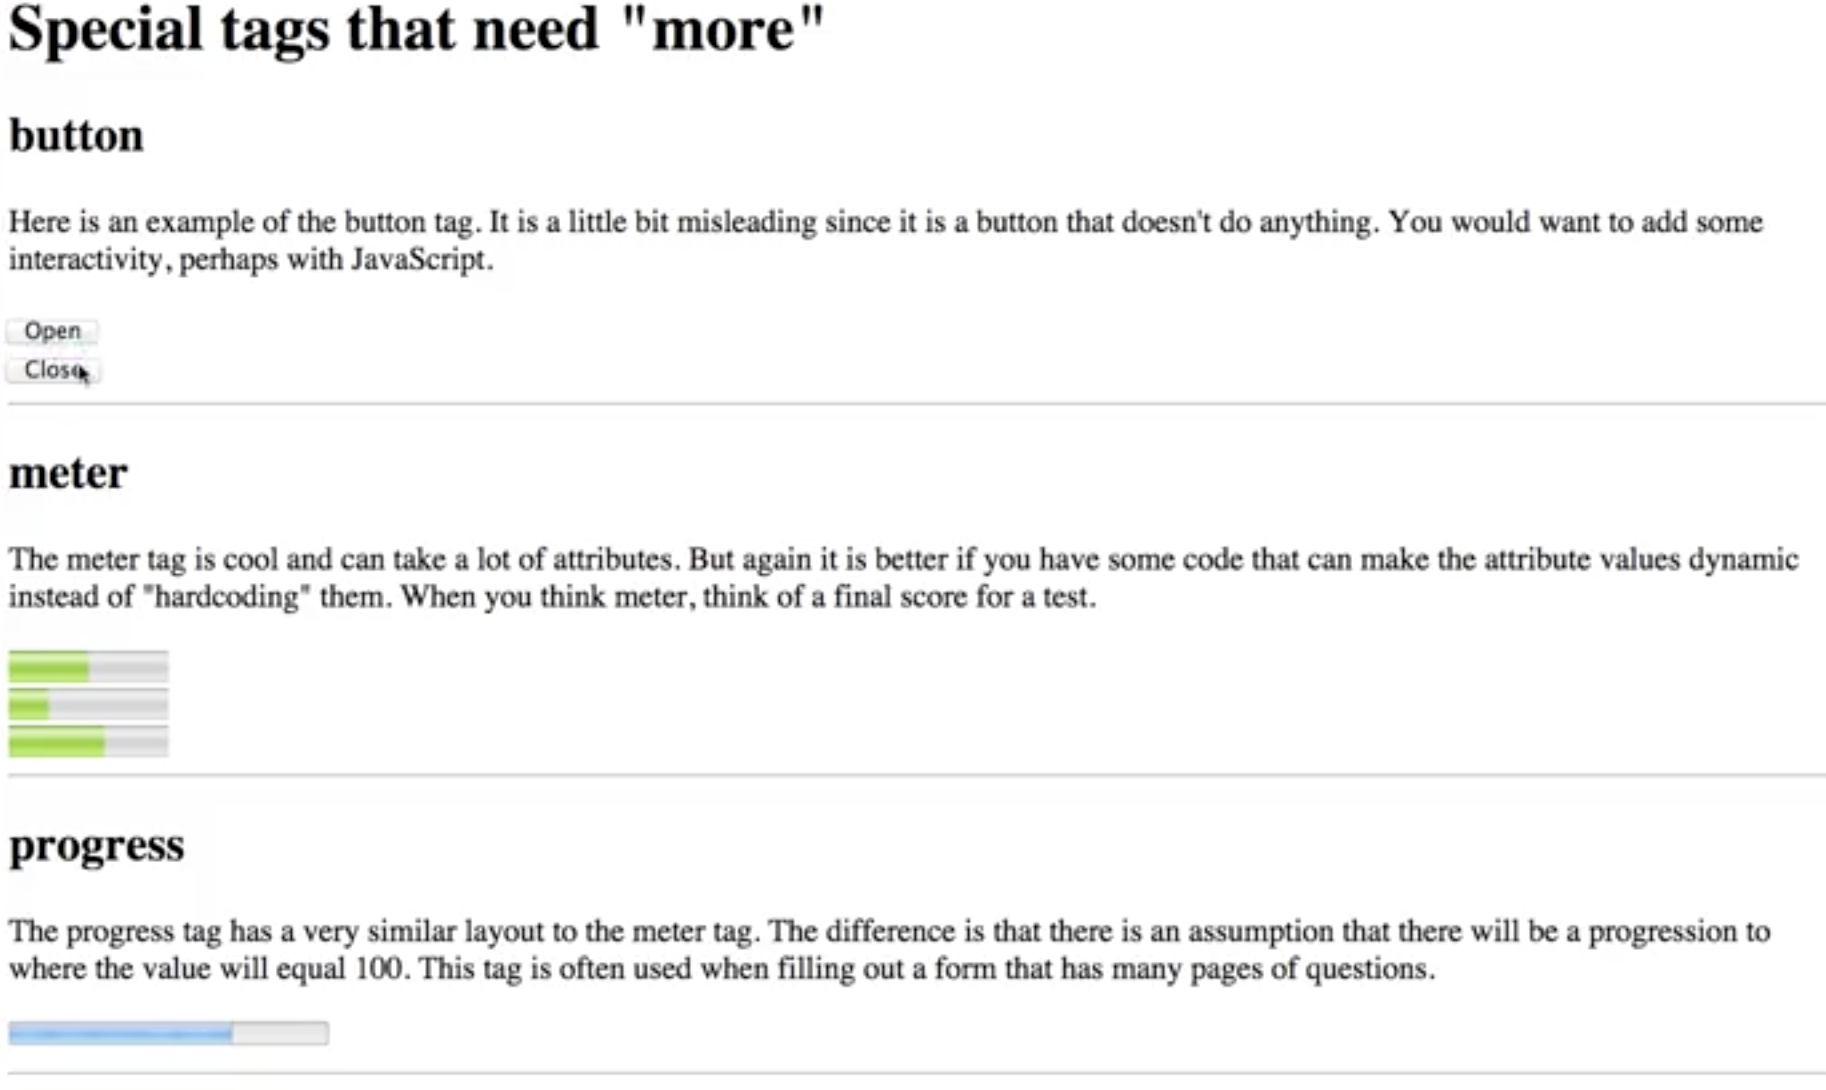 Special tags that need "more"
button
Here is an example of the button tag. It is a little bit misleading since it is a button that doesn't do anything. You would want to add some
interactivity, perhaps with JavaScript.
Open
Close
meter
The meter tag is cool and can take a lot of attributes. But again it is better if you have some code that can make the attribute values dynamic
instead of "hardcoding" them. When you think meter, think of a final score for a test.
progress
The progress tag has a very similar layout to the meter tag. The difference is that there is an assumption that there will be a progression to
where the value will equal 100. This tag is often used when filling out a form that has many pages of questions.